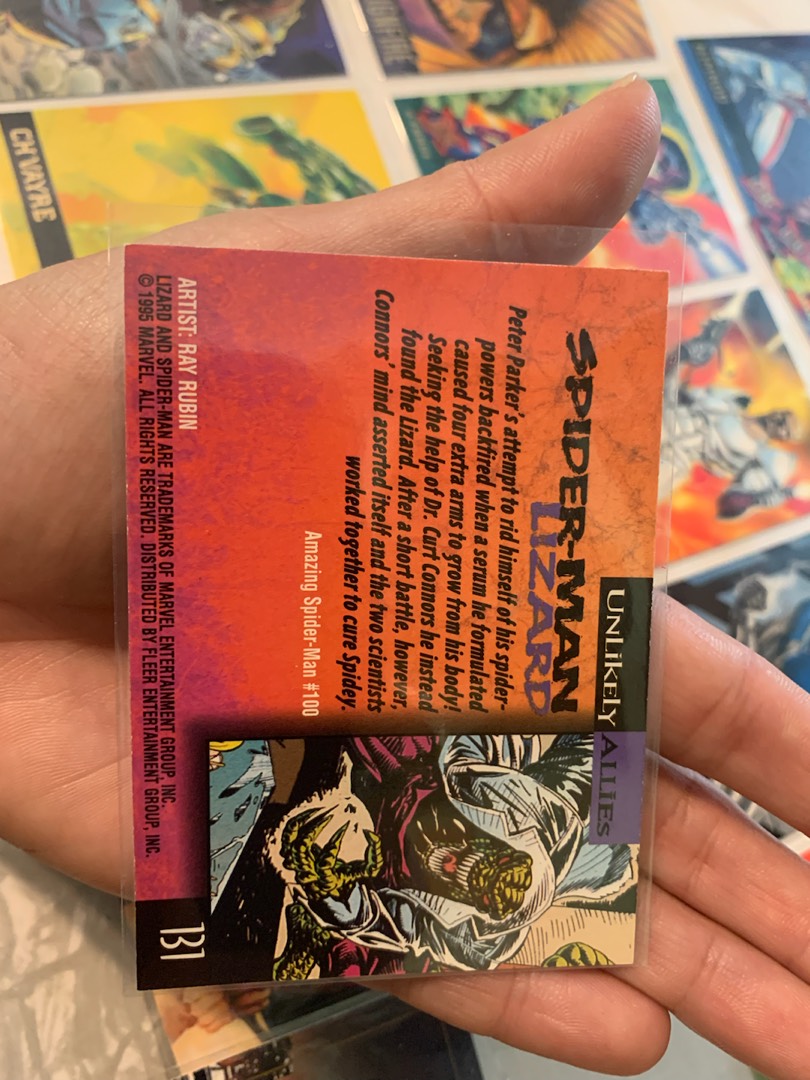 UNLIKELY ALLIES
SPIDER-MAN
LIZARD
Peter Parker's attempt to rid himself of his spider-
powers backfired when a serum he formulated
caused four extra arms to grow from his body!
Seeking the help of Dr. Curt Connors he instead
found the Lizard. After a short battle, however,
Connors' mind asserted itself and the two scientists
worked together to cure Spidey.
Amazing Spider-Man #100
ARTIST: RAY RUBIN
LIZARD AND SPIDER-MAN ARE TRADEMARKS OF MARVEL ENTERTAINMENT GROUP, INC.
© 1995 MARVEL. ALL RIGHTS RESERVED. DISTRIBUTED BY FLEER ENTERTAINMENT GROUP, INC.
131
CH'VAYRE